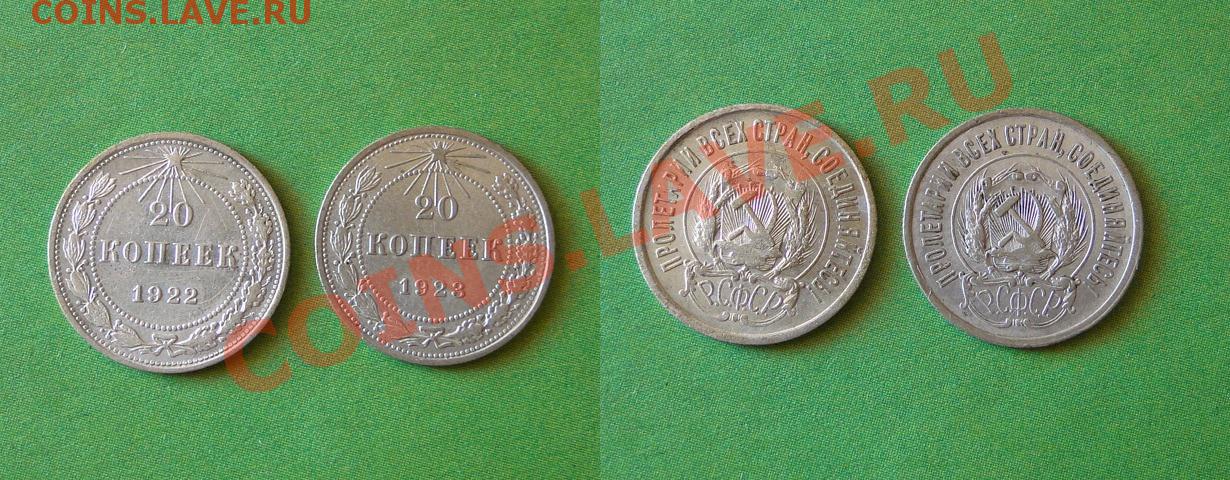 COINS.LAVE.RU
COINS.LAVE.RU
20
КОПЕЕК
1922
20
КОПЕЕК
1923
ПРОЛЕТАРИИ ВСЕХ СТРАН, СОЕДИНЯЙТЕСЬ!
Р.С.Ф.С.Р.
ПРОЛЕТАРИИ ВСЕХ СТРАН, СОЕДИНЯЙТЕСЬ!
Р.С.Ф.С.Р.